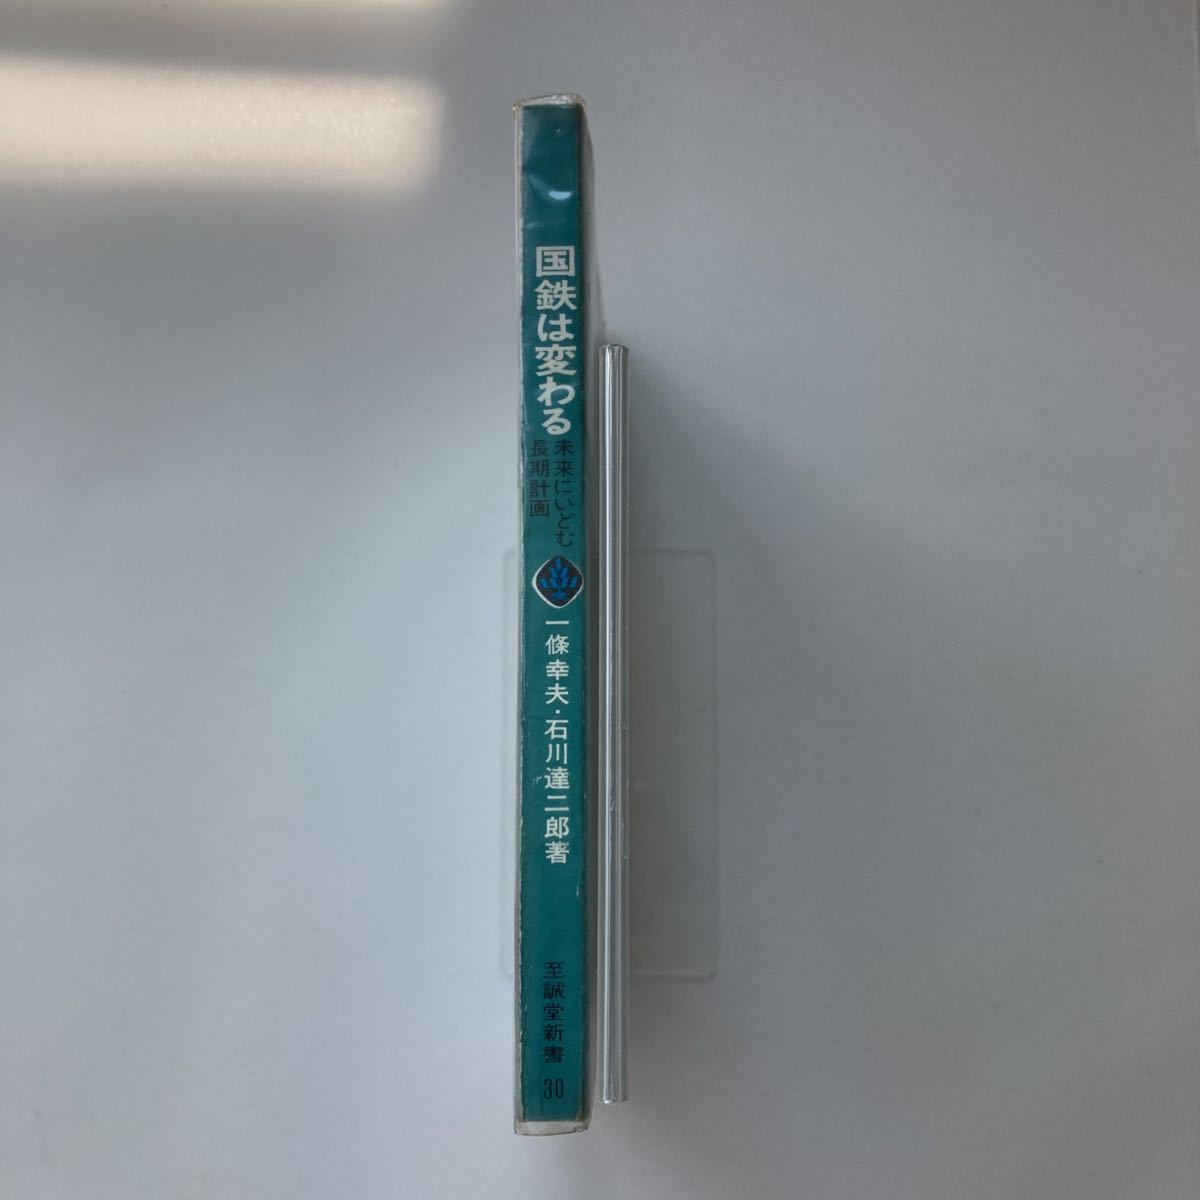 国鉄は変わる
未来にいどむ
長期計画
一條幸夫・石川達二郎著
至誠堂新書
30